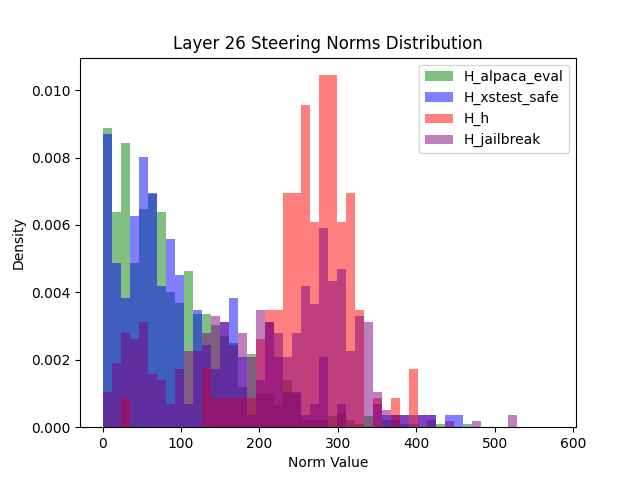 Layer 26 Steering Norms Distribution
H_alpaca_eval
H_xstest_safe
H_h
H_jailbreak
0.010
0.008
0.006
0.004
0.002
0.000
Density
0
100
200
300
400
500
600
Norm Value